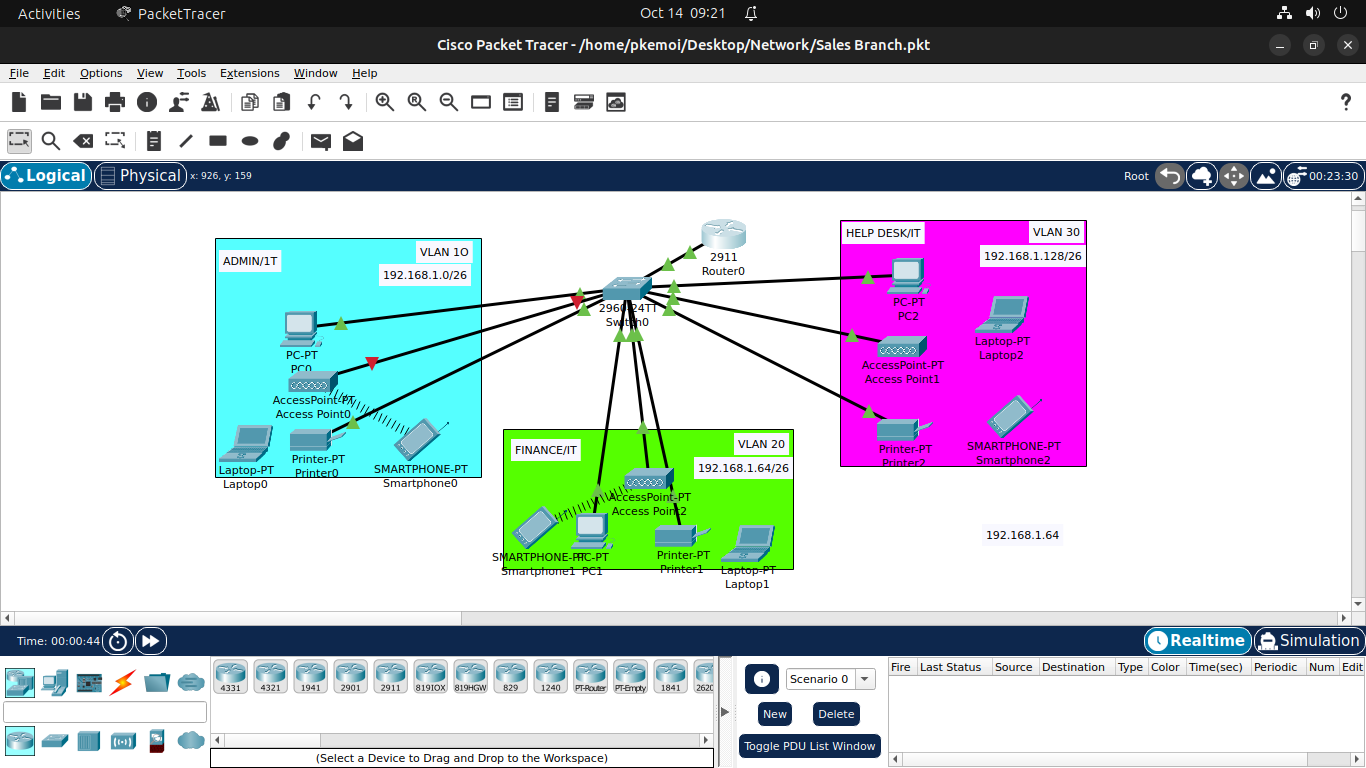 Activities
PacketTracer
Oct 14 09:21
Cisco Packet Tracer - /home/pkemoi/Desktop/Network/Sales Branch.pkt
File Edit Options View Tools Extensions Window Help
Logical
Physical
x: 926, y: 159
Root
00:23:30
ADMIN/1T
VLAN 1O
192.168.1.0/26
PC-PT
PC0
AccessPoint-PT
Access Point0
Laptop-PT
Laptop0
Printer-PT
Printer0
SMARTPHONE-PT
Smartphone0
2911
Router0
2960-24TT
Switch0
HELP DESK/IT
VLAN 30
192.168.1.128/26
PC-PT
PC2
Laptop-PT
Laptop2
AccessPoint-PT
Access Point1
Printer-PT
Printer2
SMARTPHONE-PT
Smartphone2
FINANCE/IT
VLAN 20
192.168.1.64/26
AccessPoint-PT
Access Point2
SMARTPHONE-PT
Smartphone1
PC-PT
PC1
Printer-PT
Printer1
Laptop-PT
Laptop1
192.168.1.64
Time: 00:00:44
Realtime
Simulation
4331 4321 1941 2901 2911 819IOX 819HGW 829 1240 PT-Router PT-Empty 1841 2620
(Select a Device to Drag and Drop to the Workspace)
Scenario 0
New
Delete
Toggle PDU List Window
Fire Last Status Source Destination Type Color Time(sec) Periodic Num Edit